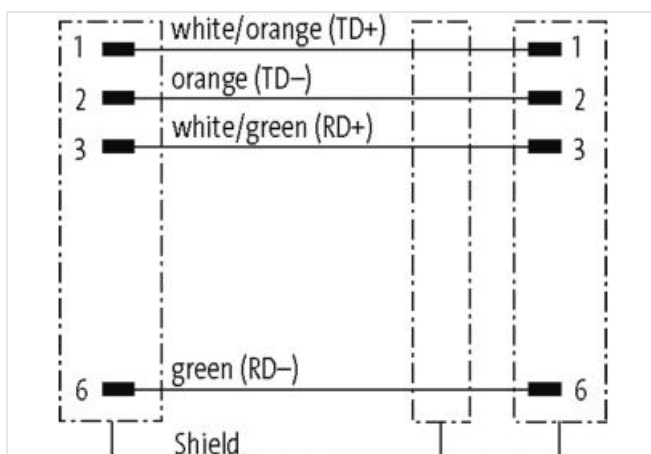 1 white/orange (TD+) 1
2 orange (TD–) 2
3 white/green (RD+) 3
6 green (RD–) 6
Shield